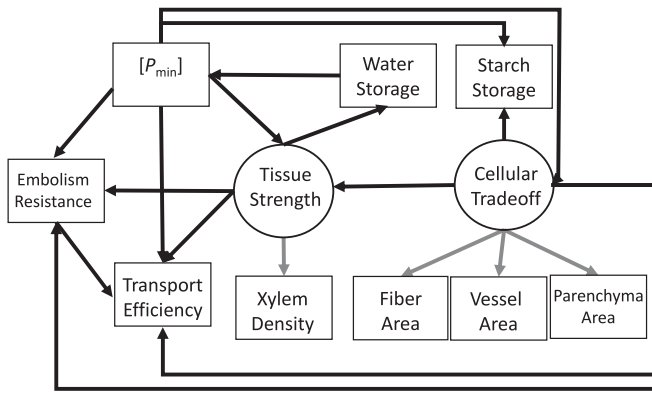 [Pmin]
Water
Storage
Starch
Storage
Embolism
Resistance
Tissue
Strength
Cellular
Tradeoff
Transport
Efficiency
Xylem
Density
Fiber
Area
Vessel
Area
Parenchyma
Area